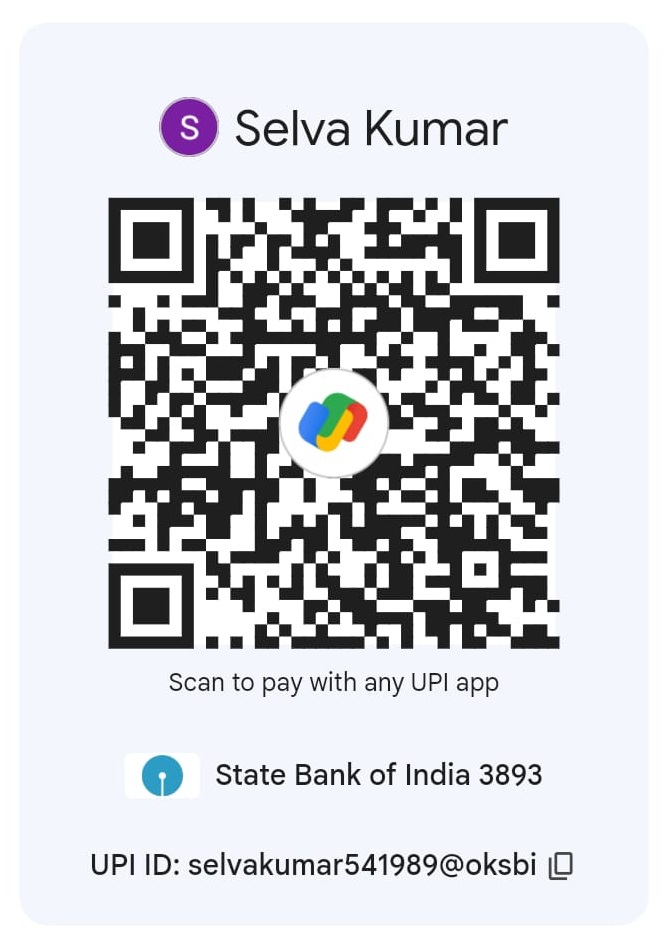 S Selva Kumar
Scan to pay with any UPI app
State Bank of India 3893
UPI ID: selvakumar541989@oksbi